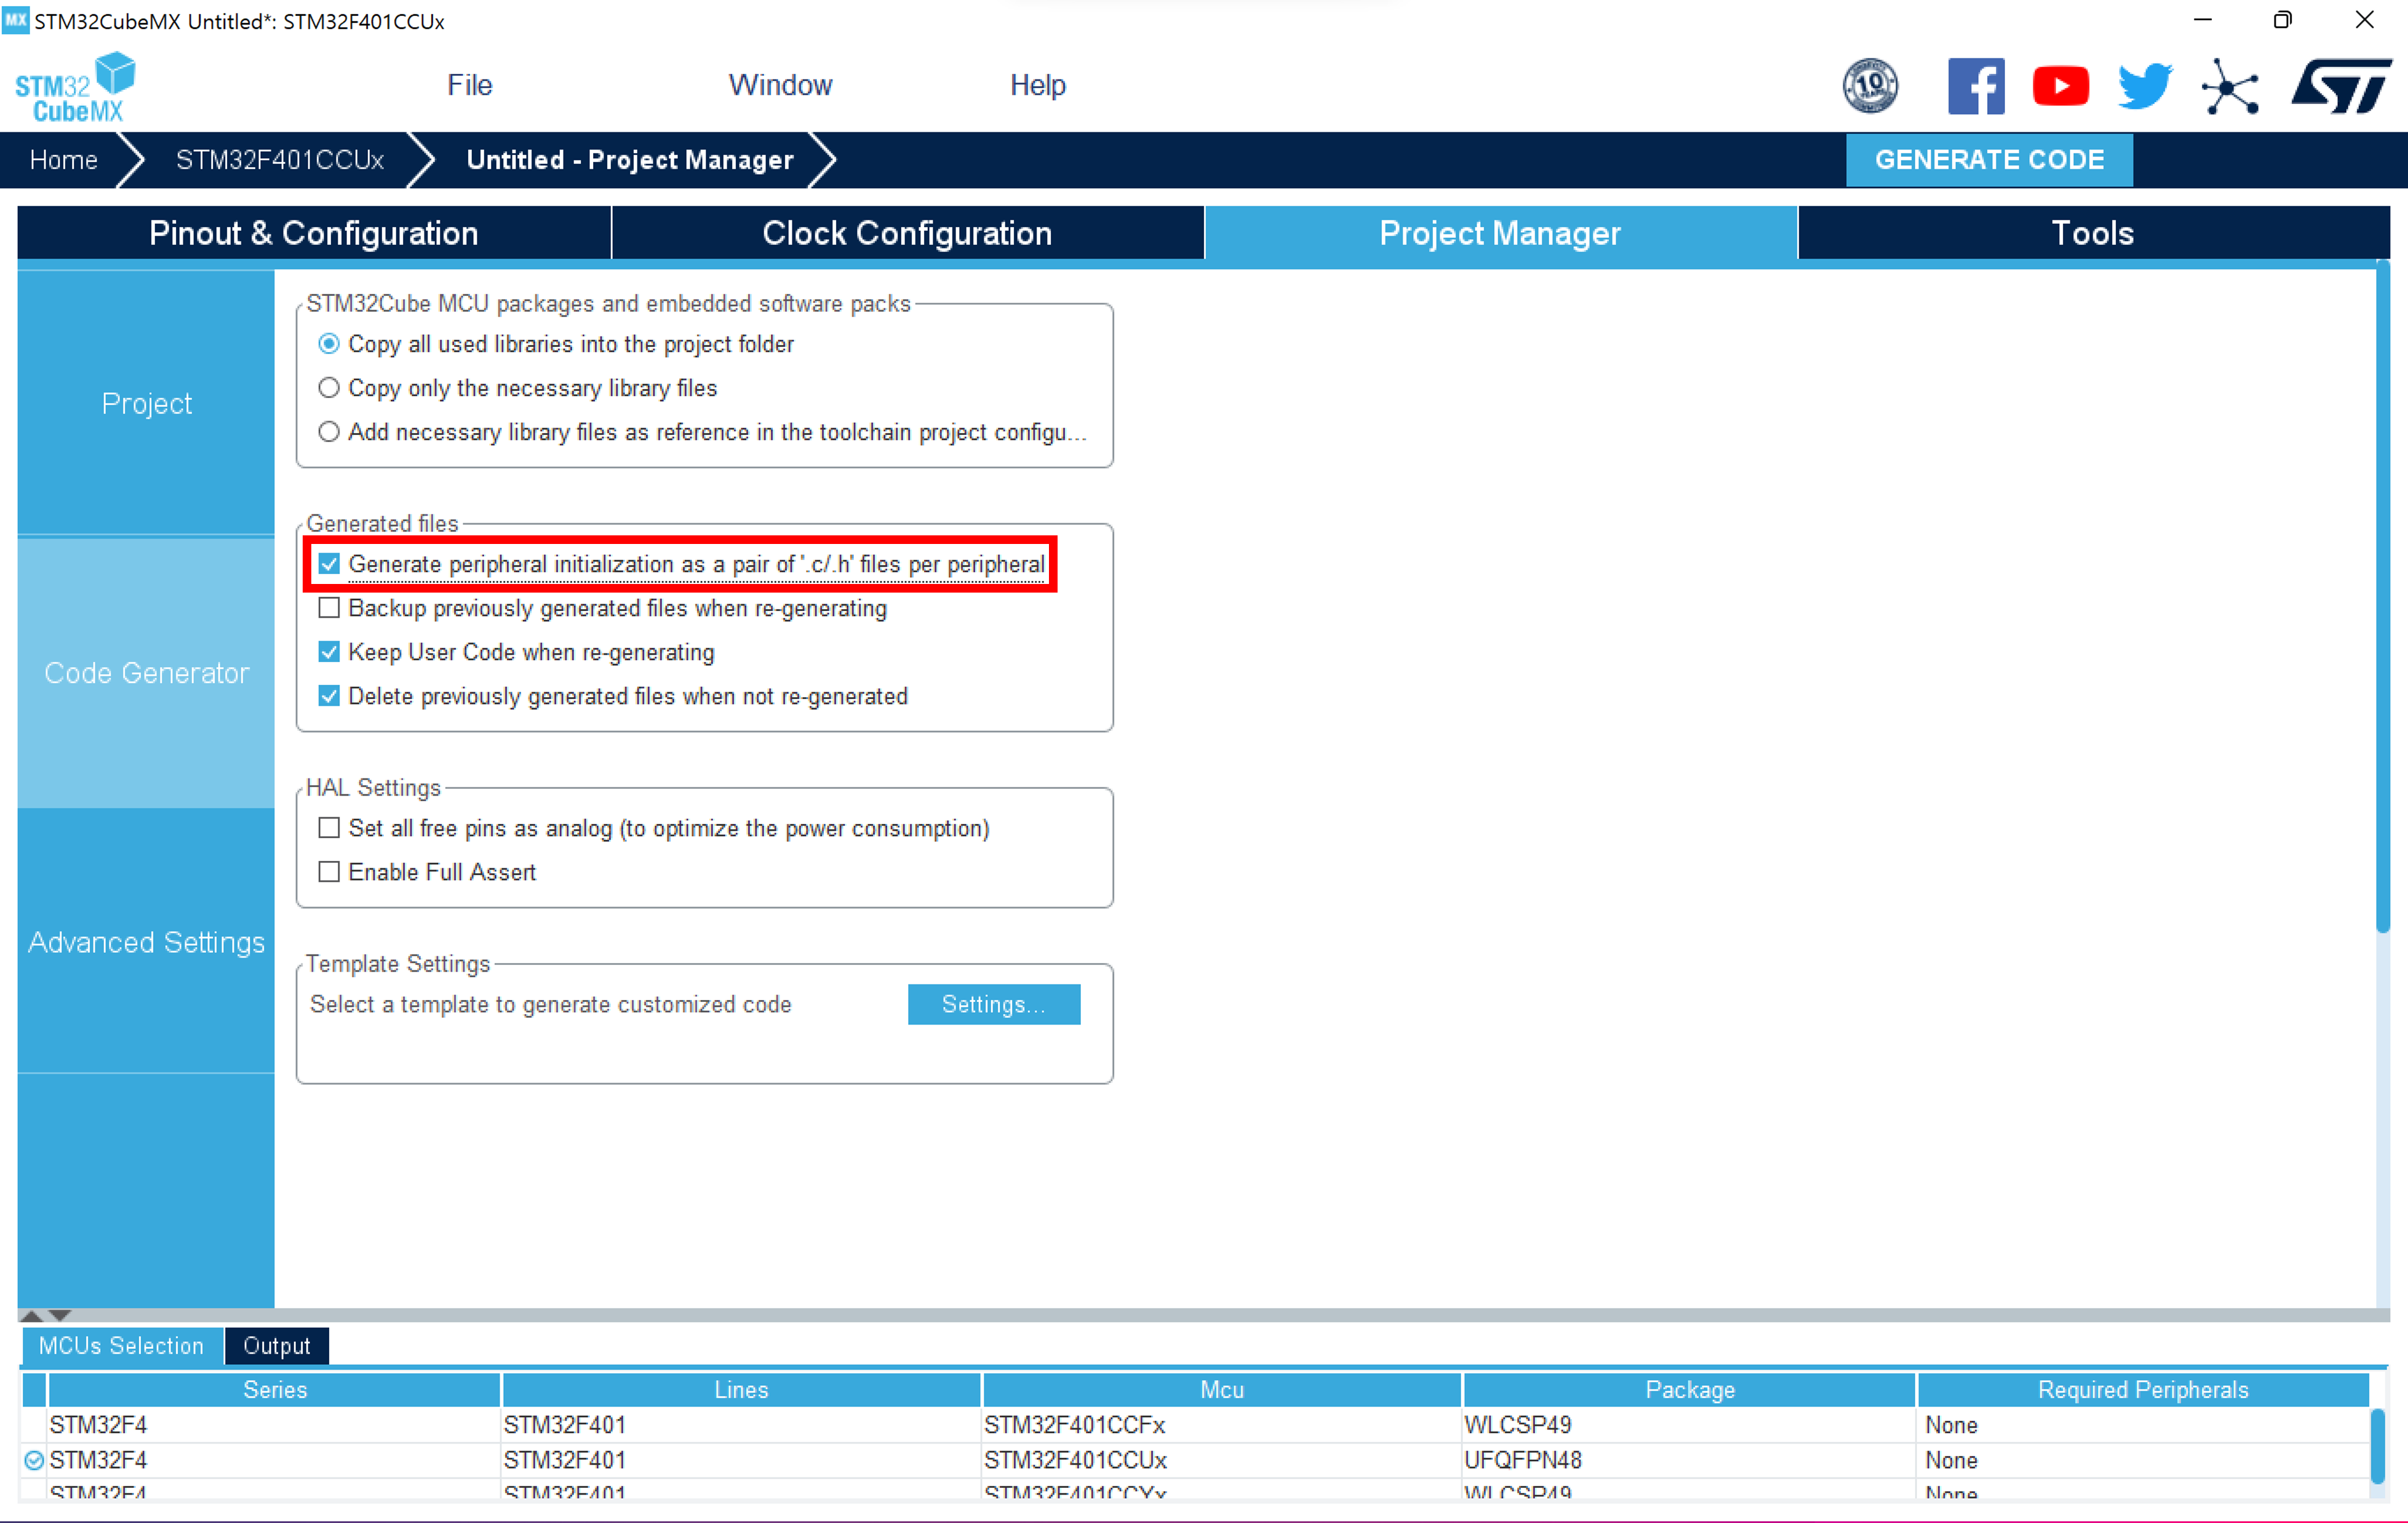 MX STM32CubeMX Untitled*: STM32F401CCUx
STM32
CubeMX
File
Window
Help
10
YEARS
ST
Home
STM32F401CCUx
Untitled - Project Manager
GENERATE CODE
Pinout & Configuration
Clock Configuration
Project Manager
Tools
Project
Code Generator
Advanced Settings
STM32Cube MCU packages and embedded software packs
Copy all used libraries into the project folder
Copy only the necessary library files
Add necessary library files as reference in the toolchain project configu...
Generated files
Generate peripheral initialization as a pair of '.c/.h' files per peripheral
Backup previously generated files when re-generating
Keep User Code when re-generating
Delete previously generated files when not re-generated
HAL Settings
Set all free pins as analog (to optimize the power consumption)
Enable Full Assert
Template Settings
Select a template to generate customized code
Settings...
MCUs Selection
Output
Series Lines Mcu Package Required Peripherals
STM32F4 STM32F401 STM32F401CCFx WLCSP49 None
STM32F4 STM32F401 STM32F401CCUx UFQFPN48 None
STM32F4 STM32F401 STM32F401CCYx WLCSP49 None